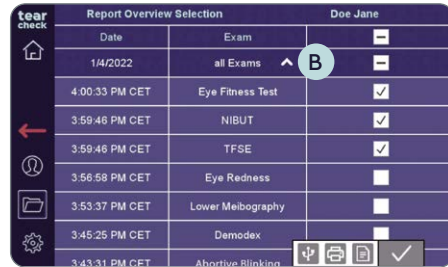 tear
check
Report Overview Selection Doe Jane
Date Exam
1/4/2022 all Exams B
4:00:33 PM CET Eye Fitness Test
3:59:46 PM CET NIBUT
3:59:46 PM CET TFSE
3:56:58 PM CET Eye Redness
3:53:37 PM CET Lower Meibography
3:45:25 PM CET Demodex
3:43:31 PM CET Abortive Blinking